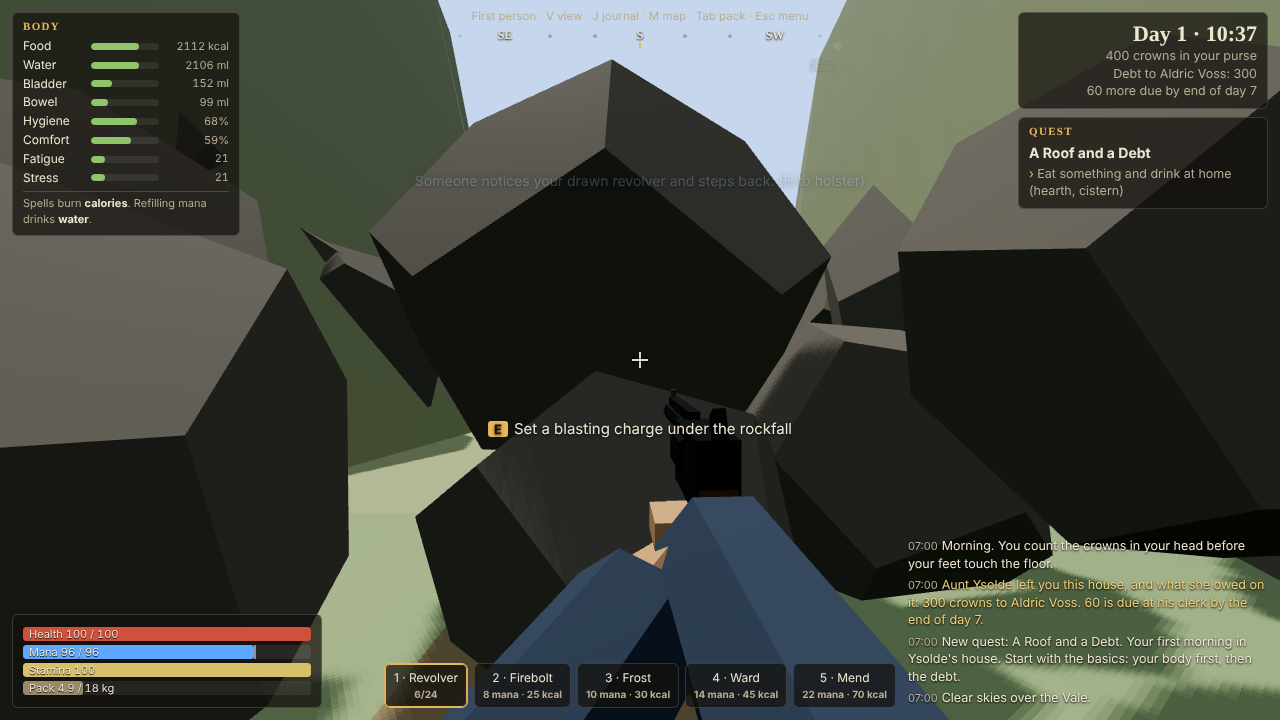 First person · V view · J journal · M map · Tab pack · Esc menu
SE
S
SW
BODY
Food 2112 kcal
Water 2106 ml
Bladder 152 ml
Bowel 99 ml
Hygiene 68%
Comfort 59%
Fatigue 21
Stress 21
Spells burn calories. Refilling mana
drinks water.
Day 1 · 10:37
400 crowns in your purse
Debt to Aldric Voss: 300
60 more due by end of day 7
QUEST
A Roof and a Debt
› Eat something and drink at home
(hearth, cistern)
Someone notices your drawn revolver and steps back. (H to holster)
E Set a blasting charge under the rockfall
07:00 Morning. You count the crowns in your head before
your feet touch the floor.
07:00 Aunt Ysolde left you this house, and what she owed on
it: 300 crowns to Aldric Voss. 60 is due at his clerk by the
end of day 7.
07:00 New quest: A Roof and a Debt. Your first morning in
Ysolde's house. Start with the basics: your body first, then
the debt.
07:00 Clear skies over the Vale.
Health 100 / 100
Mana 96 / 96
Stamina 100
Pack 4.9 / 18 kg
1 · Revolver
6/24
2 · Firebolt
8 mana · 25 kcal
3 · Frost
10 mana · 30 kcal
4 · Ward
14 mana · 45 kcal
5 · Mend
22 mana · 70 kcal